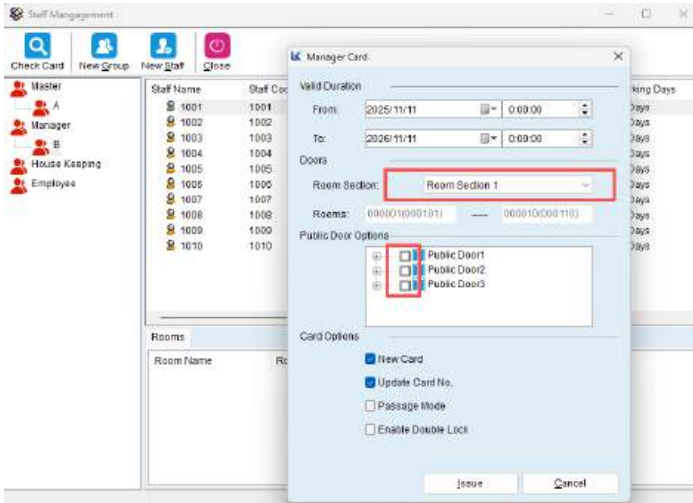 Staff Mangagement
Check Card New Group New Staff Close
Master
A
Manager
B
House Keeping
Employee
Staff Name Staff Coc king Days
1001 1001 Days
1002 1002 Days
1003 1003 Days
1004 1004 Days
1005 1005 Days
1006 1006 Days
1007 1007 Days
1008 1008 Days
1009 1009 Days
1010 1010 Days
Rooms
Room Name Ro
Manager Card
Valid Duration
From: 2025/11/11 0:00:00
To: 2026/11/11 0:00:00
Doors
Room Section: Room Section 1
Rooms: 000001(000101) 000010(000110)
Public Door Options
Public Door1
Public Door2
Public Door3
Card Options
New Card
Update Card No.
Passage Mode
Enable Double Lock
Issue Cancel